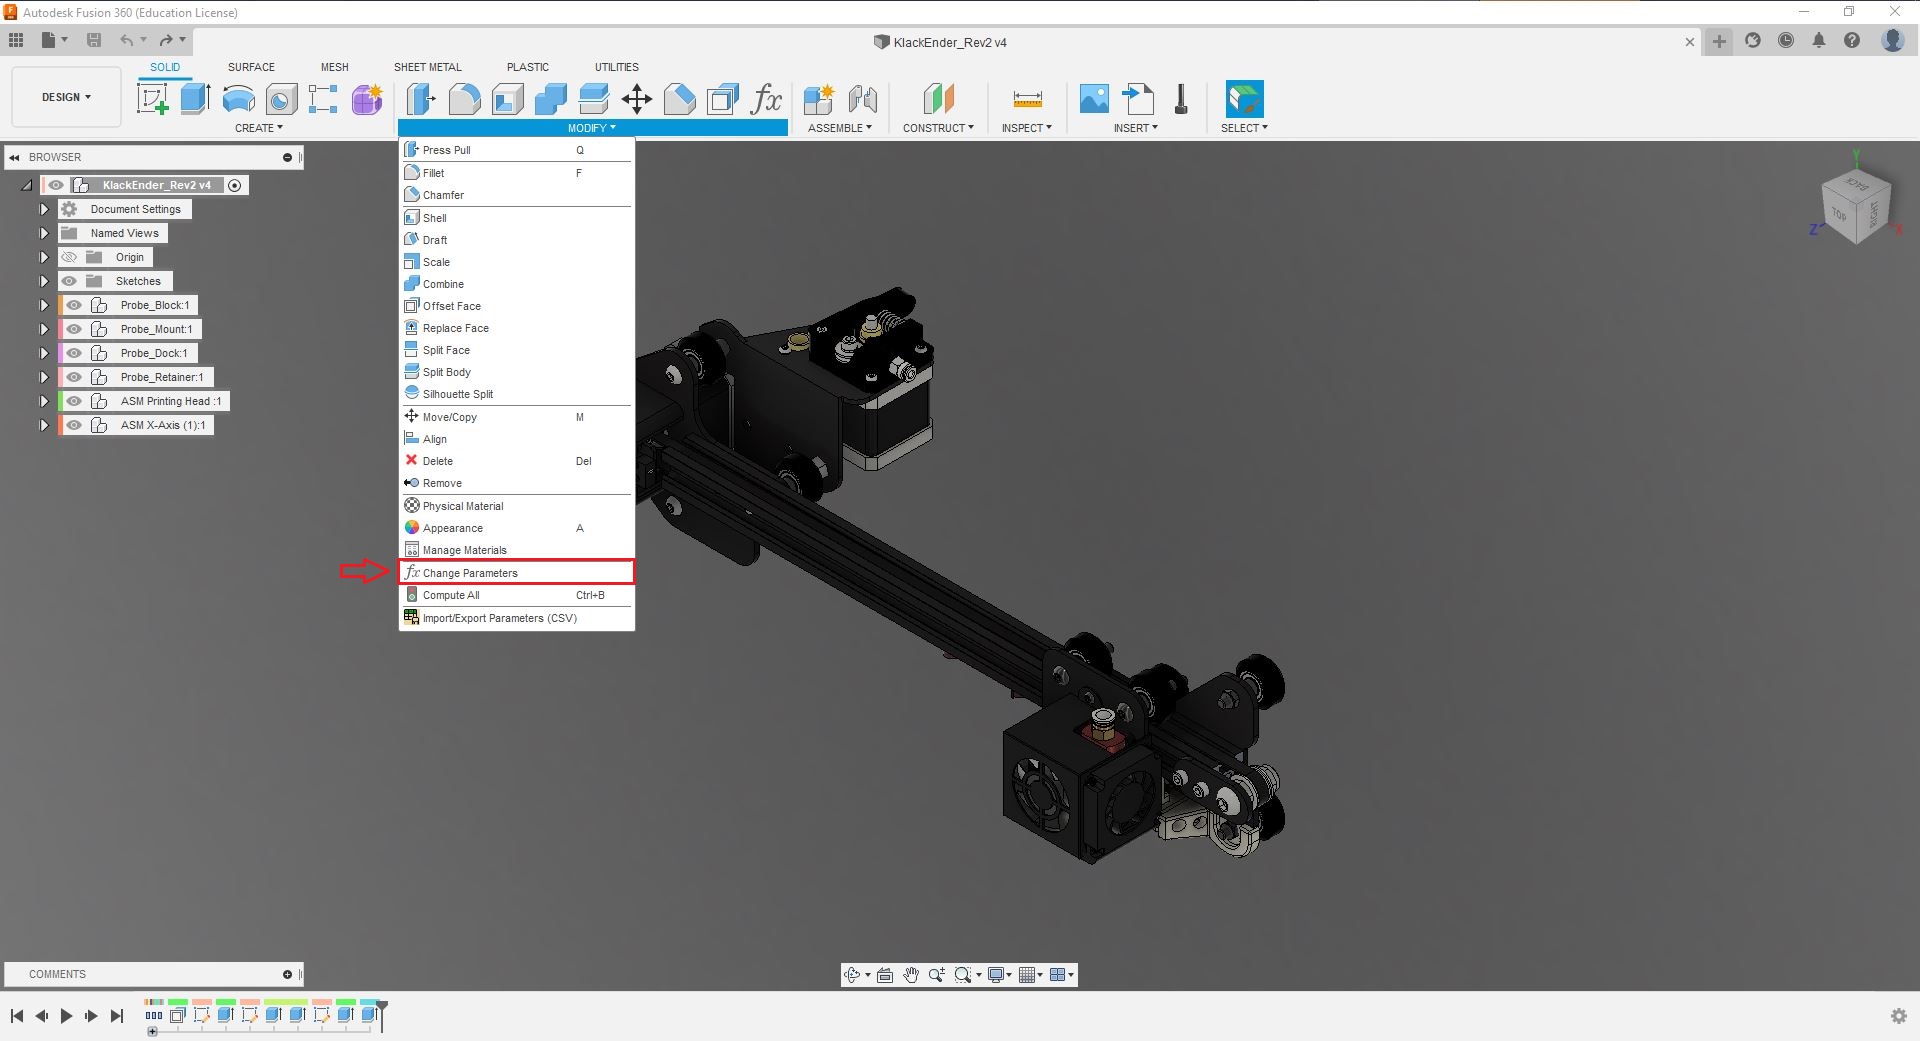 Autodesk Fusion 360 (Education License)
KlackEnder_Rev2 v4
SOLID
SURFACE
MESH
SHEET METAL
PLASTIC
UTILITIES
DESIGN
CREATE
MODIFY
ASSEMBLE
CONSTRUCT
INSPECT
INSERT
SELECT
BROWSER
KlackEnder_Rev2 v4
Document Settings
Named Views
Origin
Sketches
Probe_Block:1
Probe_Mount:1
Probe_Dock:1
Probe_Retainer:1
ASM Printing Head :1
ASM X-Axis (1):1
Press Pull Q
Fillet F
Chamfer
Shell
Draft
Scale
Combine
Offset Face
Replace Face
Split Face
Split Body
Silhouette Split
Move/Copy M
Align
Delete Del
Remove
Physical Material
Appearance A
Manage Materials
fx Change Parameters
Compute All Ctrl+B
Import/Export Parameters (CSV)
Y
BACK
TOP
RIGHT
Z
X
COMMENTS